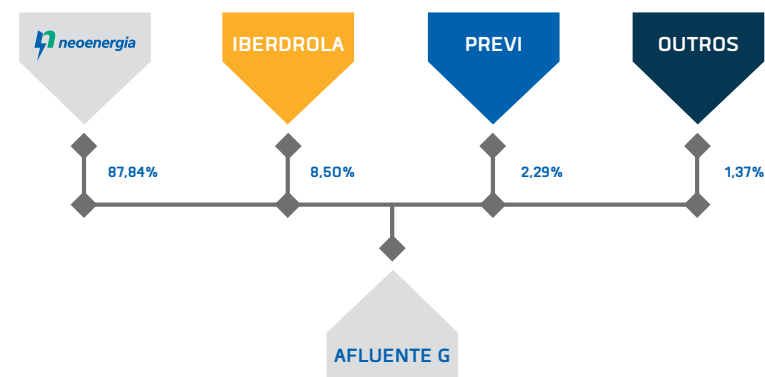 neoenergia
IBERDROLA
PREVI
OUTROS
87,84%
8,50%
2,29%
1,37%
AFLUENTE G